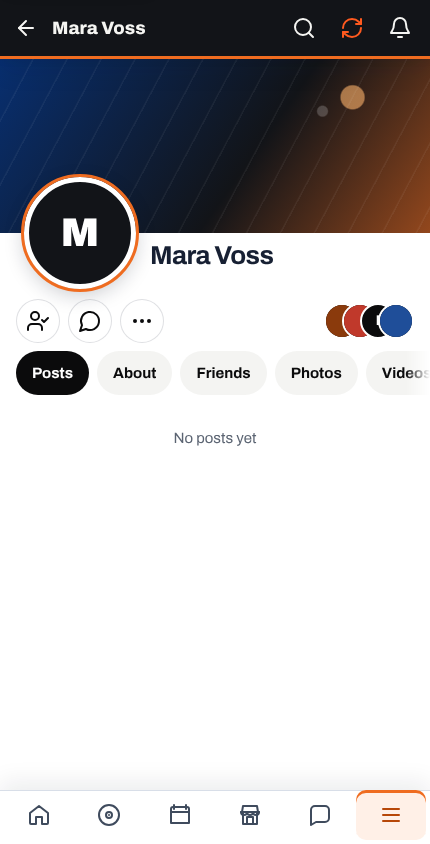 Mara Voss
M
Mara Voss
Posts
About
Friends
Photos
Videos
No posts yet